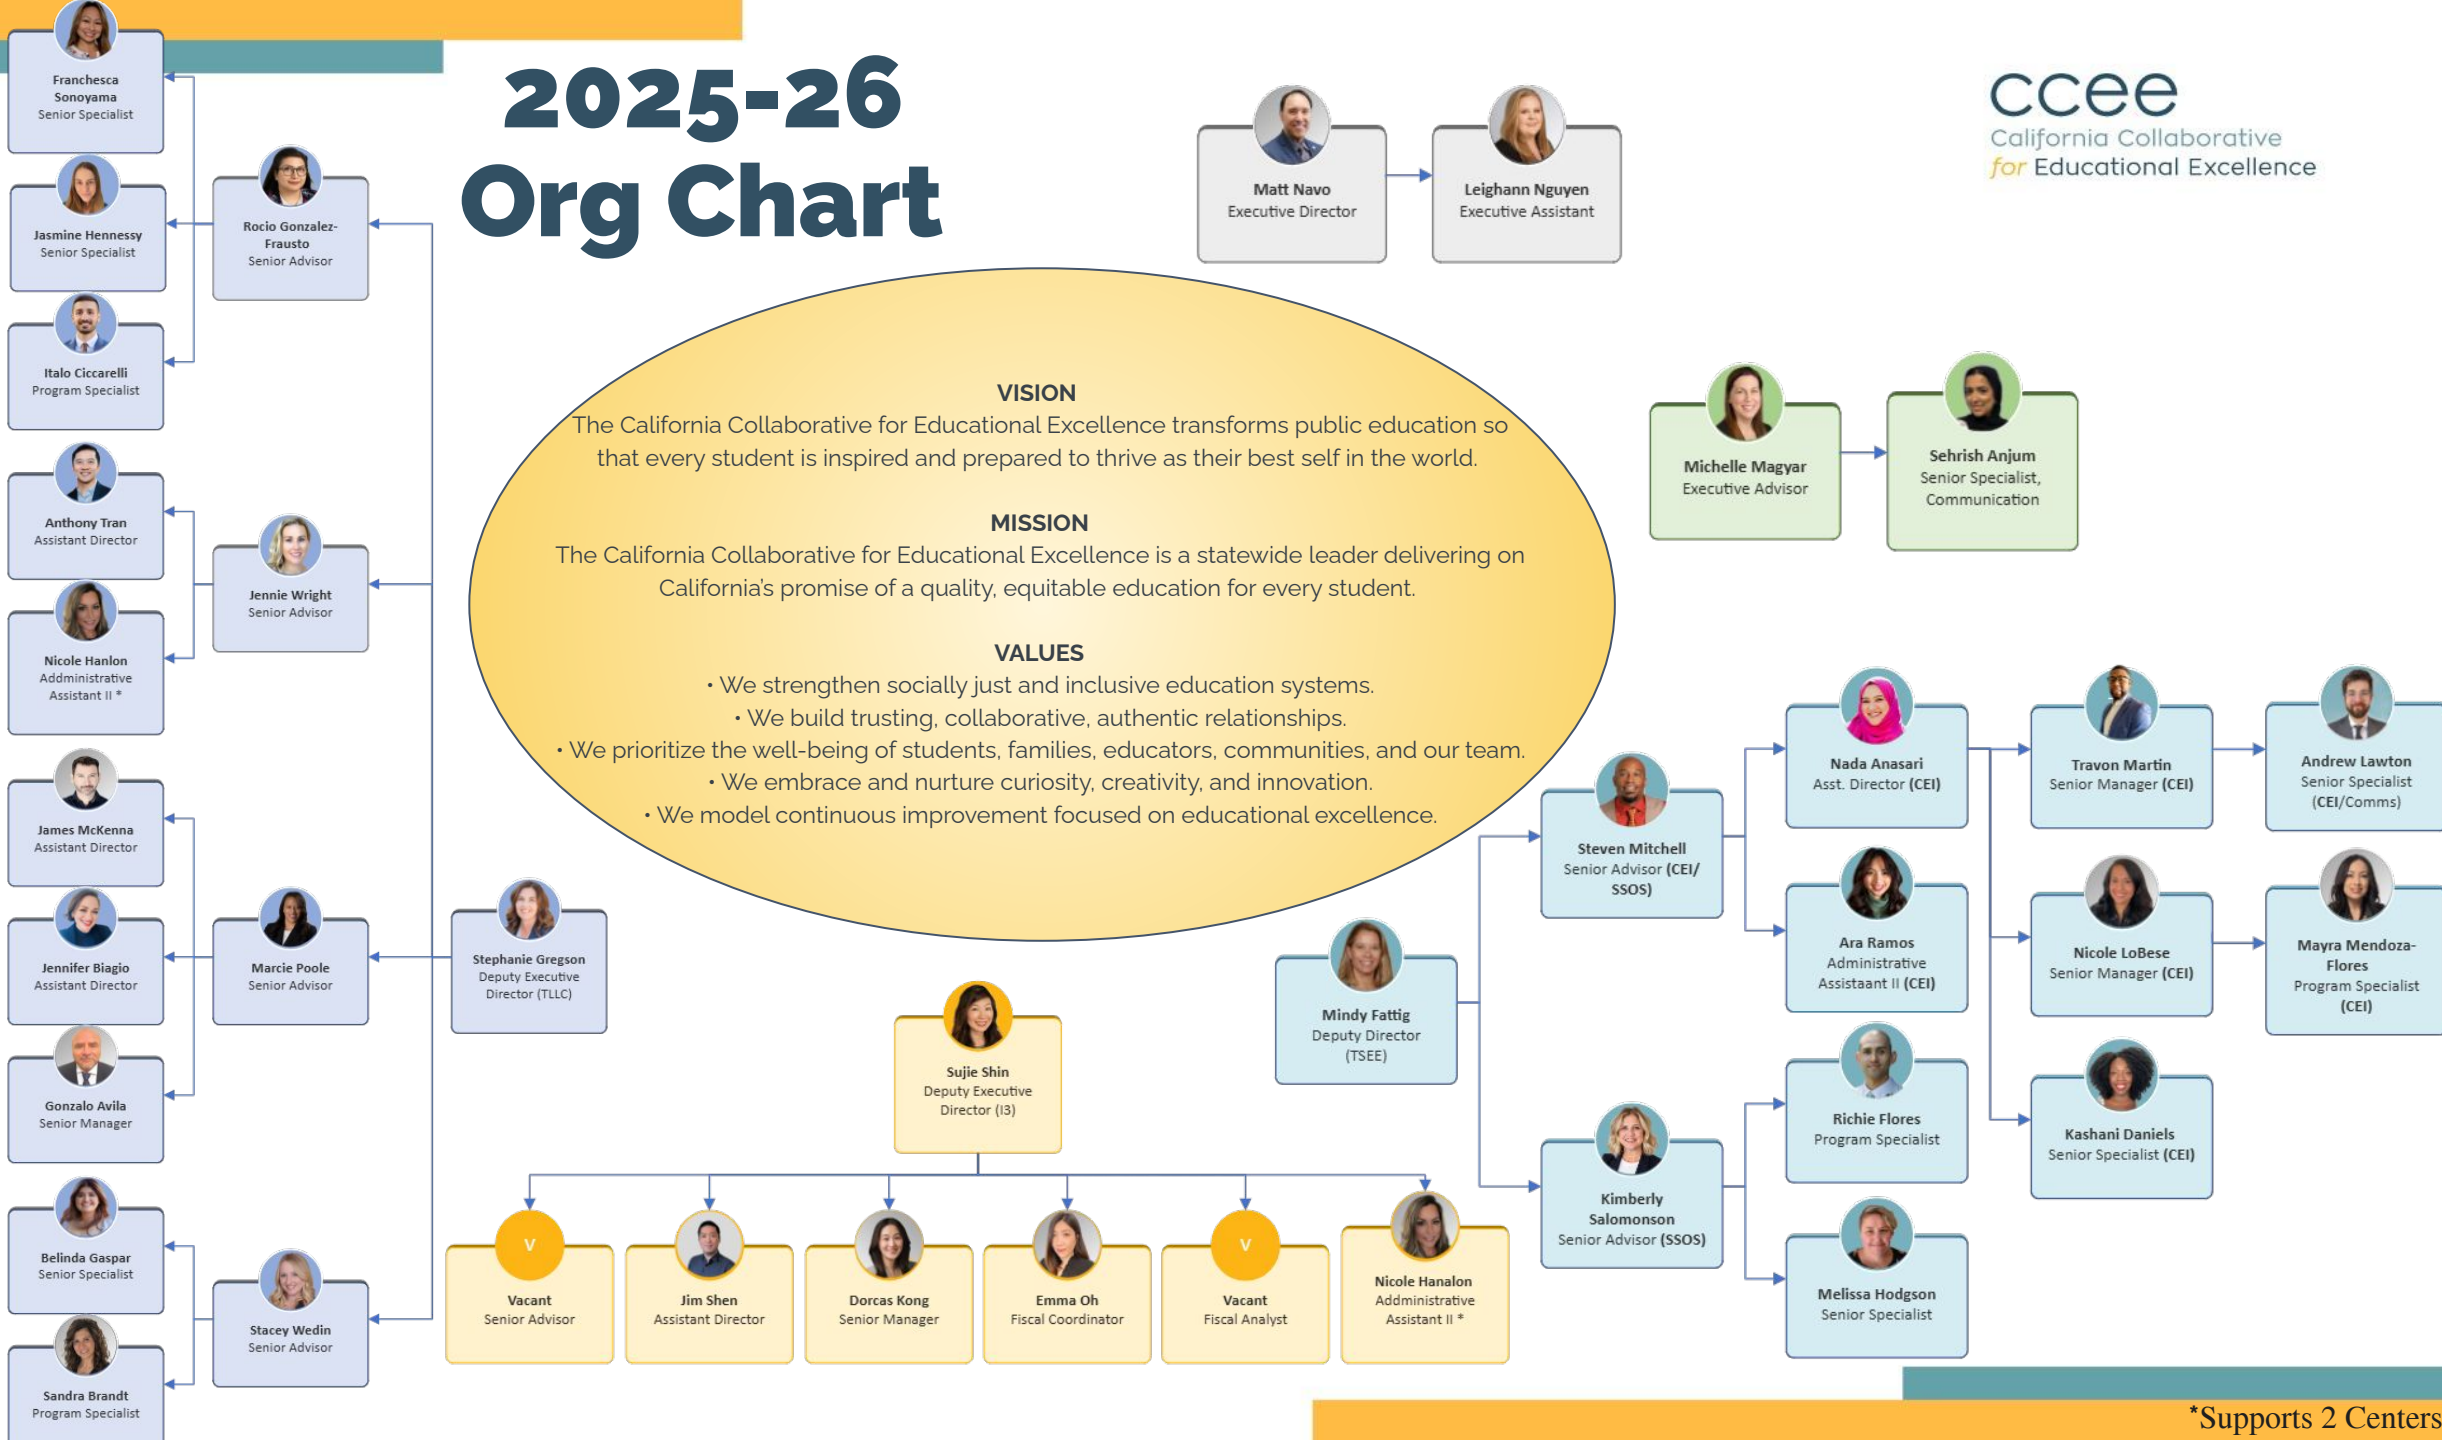 2025-26
Org Chart
ccee
California Collaborative
for Educational Excellence
Matt Navo
Executive Director
Leighann Nguyen
Executive Assistant
Michelle Magyar
Executive Advisor
Sehrish Anjum
Senior Specialist,
Communication
VISION
The California Collaborative for Educational Excellence transforms public education so
that every student is inspired and prepared to thrive as their best self in the world.
MISSION
The California Collaborative for Educational Excellence is a statewide leader delivering on
California's promise of a quality, equitable education for every student.
VALUES
• We strengthen socially just and inclusive education systems.
• We build trusting, collaborative, authentic relationships.
• We prioritize the well-being of students, families, educators, communities, and our team.
• We embrace and nurture curiosity, creativity, and innovation.
• We model continuous improvement focused on educational excellence.
Franchesca
Sonoyama
Senior Specialist
Jasmine Hennessy
Senior Specialist
Italo Ciccarelli
Program Specialist
Rocio Gonzalez-
Frausto
Senior Advisor
Anthony Tran
Assistant Director
Nicole Hanlon
Addministrative
Assistant II *
Jennie Wright
Senior Advisor
James McKenna
Assistant Director
Jennifer Biagio
Assistant Director
Gonzalo Avila
Senior Manager
Marcie Poole
Senior Advisor
Stephanie Gregson
Deputy Executive
Director (TLLC)
Belinda Gaspar
Senior Specialist
Sandra Brandt
Program Specialist
Stacey Wedin
Senior Advisor
Sujie Shin
Deputy Executive
Director (I3)
V
Vacant
Senior Advisor
Jim Shen
Assistant Director
Dorcas Kong
Senior Manager
Emma Oh
Fiscal Coordinator
V
Vacant
Fiscal Analyst
Nicole Hanalon
Addministrative
Assistant II *
Mindy Fattig
Deputy Director
(TSEE)
Steven Mitchell
Senior Advisor (CEI/
SSOS)
Kimberly
Salomonson
Senior Advisor (SSOS)
Nada Anasari
Asst. Director (CEI)
Ara Ramos
Administrative
Assistaant II (CEI)
Richie Flores
Program Specialist
Melissa Hodgson
Senior Specialist
Travon Martin
Senior Manager (CEI)
Nicole LoBese
Senior Manager (CEI)
Kashani Daniels
Senior Specialist (CEI)
Andrew Lawton
Senior Specialist
(CEI/Comms)
Mayra Mendoza-
Flores
Program Specialist
(CEI)
*Supports 2 Centers